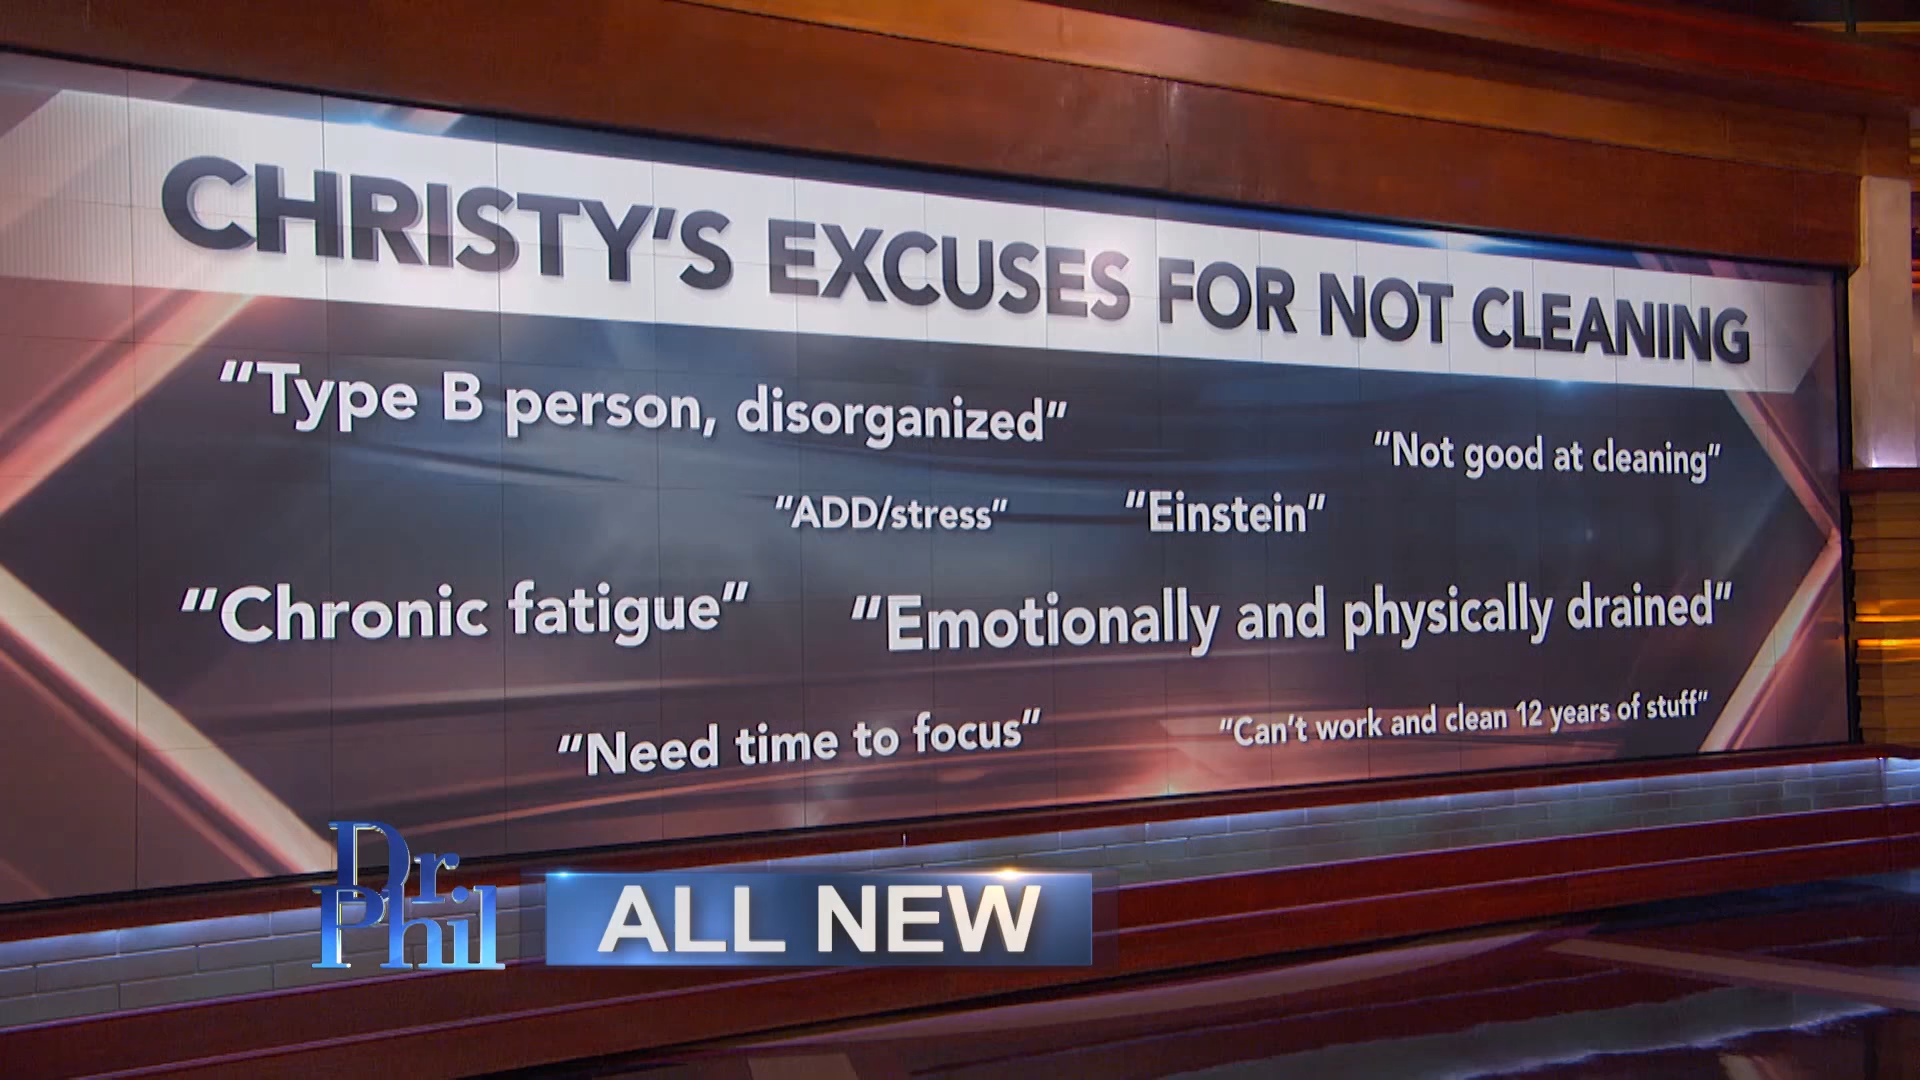 CHRISTY'S EXCUSES FOR NOT CLEANING
"Type B person, disorganized"
"Not good at cleaning"
"ADD/stress"
"Einstein"
"Chronic fatigue"
"Emotionally and physically drained"
"Need time to focus"
"Can't work and clean 12 years of stuff"
Dr.
Phil
ALL NEW